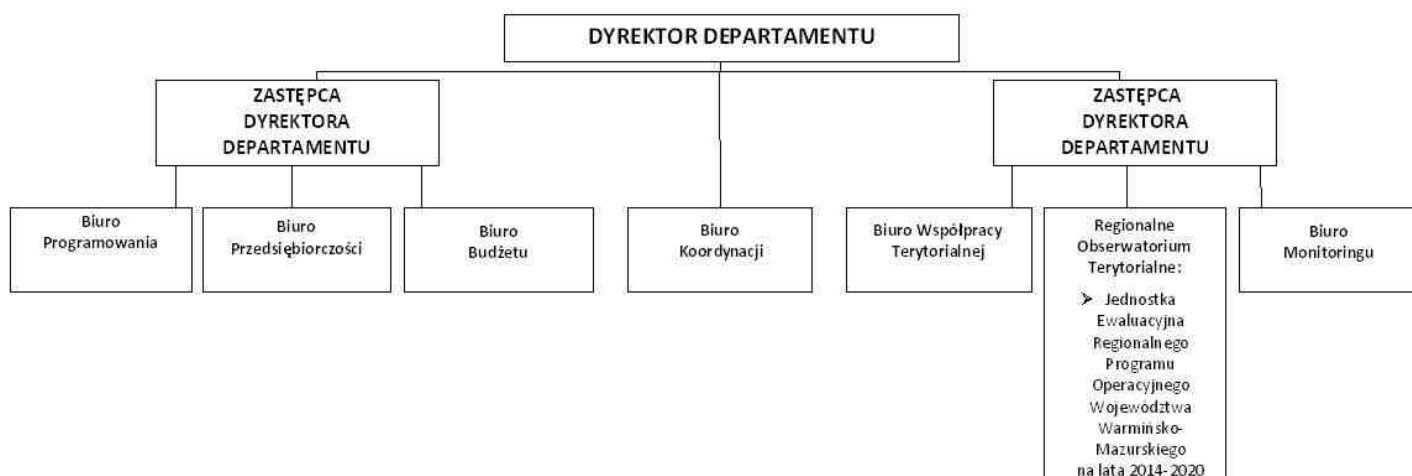 DYREKTOR DEPARTAMENTU
ZASTĘPCA
DYREKTORA
DEPARTAMENTU
ZASTĘPCA
DYREKTORA
DEPARTAMENTU
Biuro
Programowania
Biuro
Przedsiębiorczości
Biuro
Budżetu
Biuro
Koordynacji
Biuro Współpracy
Terytorialnej
Regionalne
Obserwatorium
Terytorialne:
➢ Jednostka
Ewaluacyjna
Regionalnego
Programu
Operacyjnego
Województwa
Warmińsko-
Mazurskiego
na lata 2014-2020
Biuro
Monitoringu